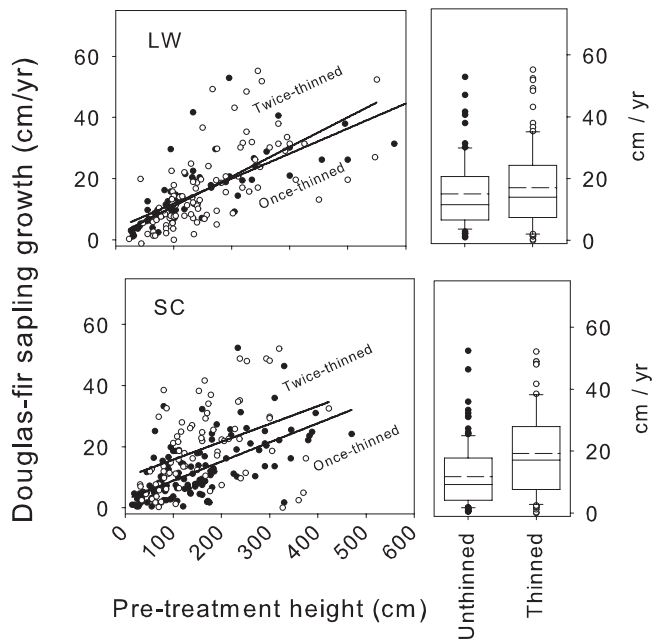 LW
Twice-thinned
Once-thinned
60
40
20
0
60
40
20
0
cm / yr
Douglas-fir sapling growth (cm/yr)
SC
Twice-thinned
Once-thinned
60
40
20
0
0
100
200
300
400
500
600
Pre-treatment height (cm)
60
40
20
0
cm / yr
Unthinned
Thinned